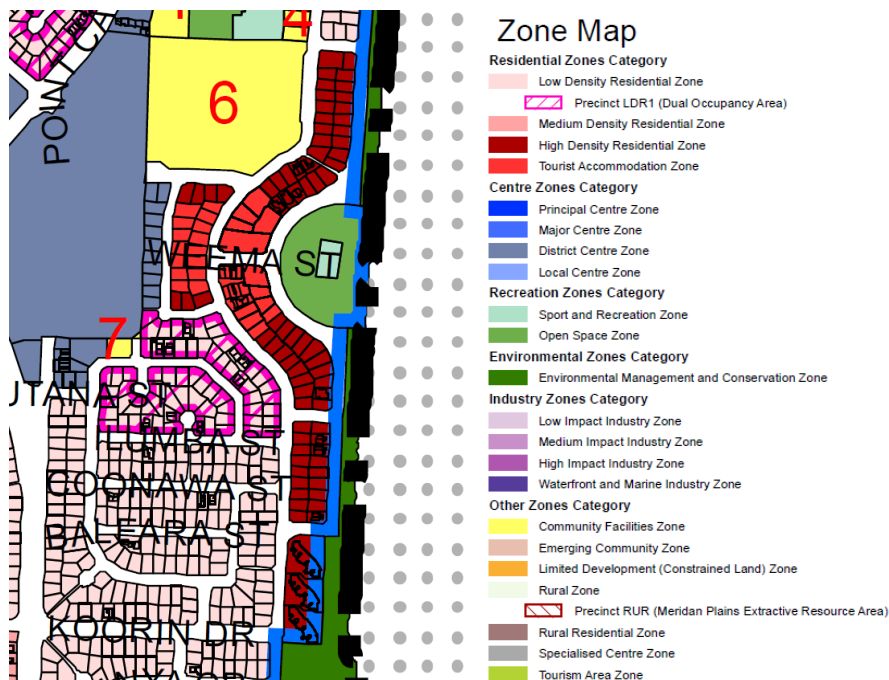 4
POINT CA
6
WEEMA ST
7
UTANA ST
ILUMBA ST
COONAWA ST
BALEARA ST
KOORIN DR
Zone Map
Residential Zones Category
Low Density Residential Zone
Precinct LDR1 (Dual Occupancy Area)
Medium Density Residential Zone
High Density Residential Zone
Tourist Accommodation Zone
Centre Zones Category
Principal Centre Zone
Major Centre Zone
District Centre Zone
Local Centre Zone
Recreation Zones Category
Sport and Recreation Zone
Open Space Zone
Environmental Zones Category
Environmental Management and Conservation Zone
Industry Zones Category
Low Impact Industry Zone
Medium Impact Industry Zone
High Impact Industry Zone
Waterfront and Marine Industry Zone
Other Zones Category
Community Facilities Zone
Emerging Community Zone
Limited Development (Constrained Land) Zone
Rural Zone
Precinct RUR (Meridan Plains Extractive Resource Area)
Rural Residential Zone
Specialised Centre Zone
Tourism Area Zone